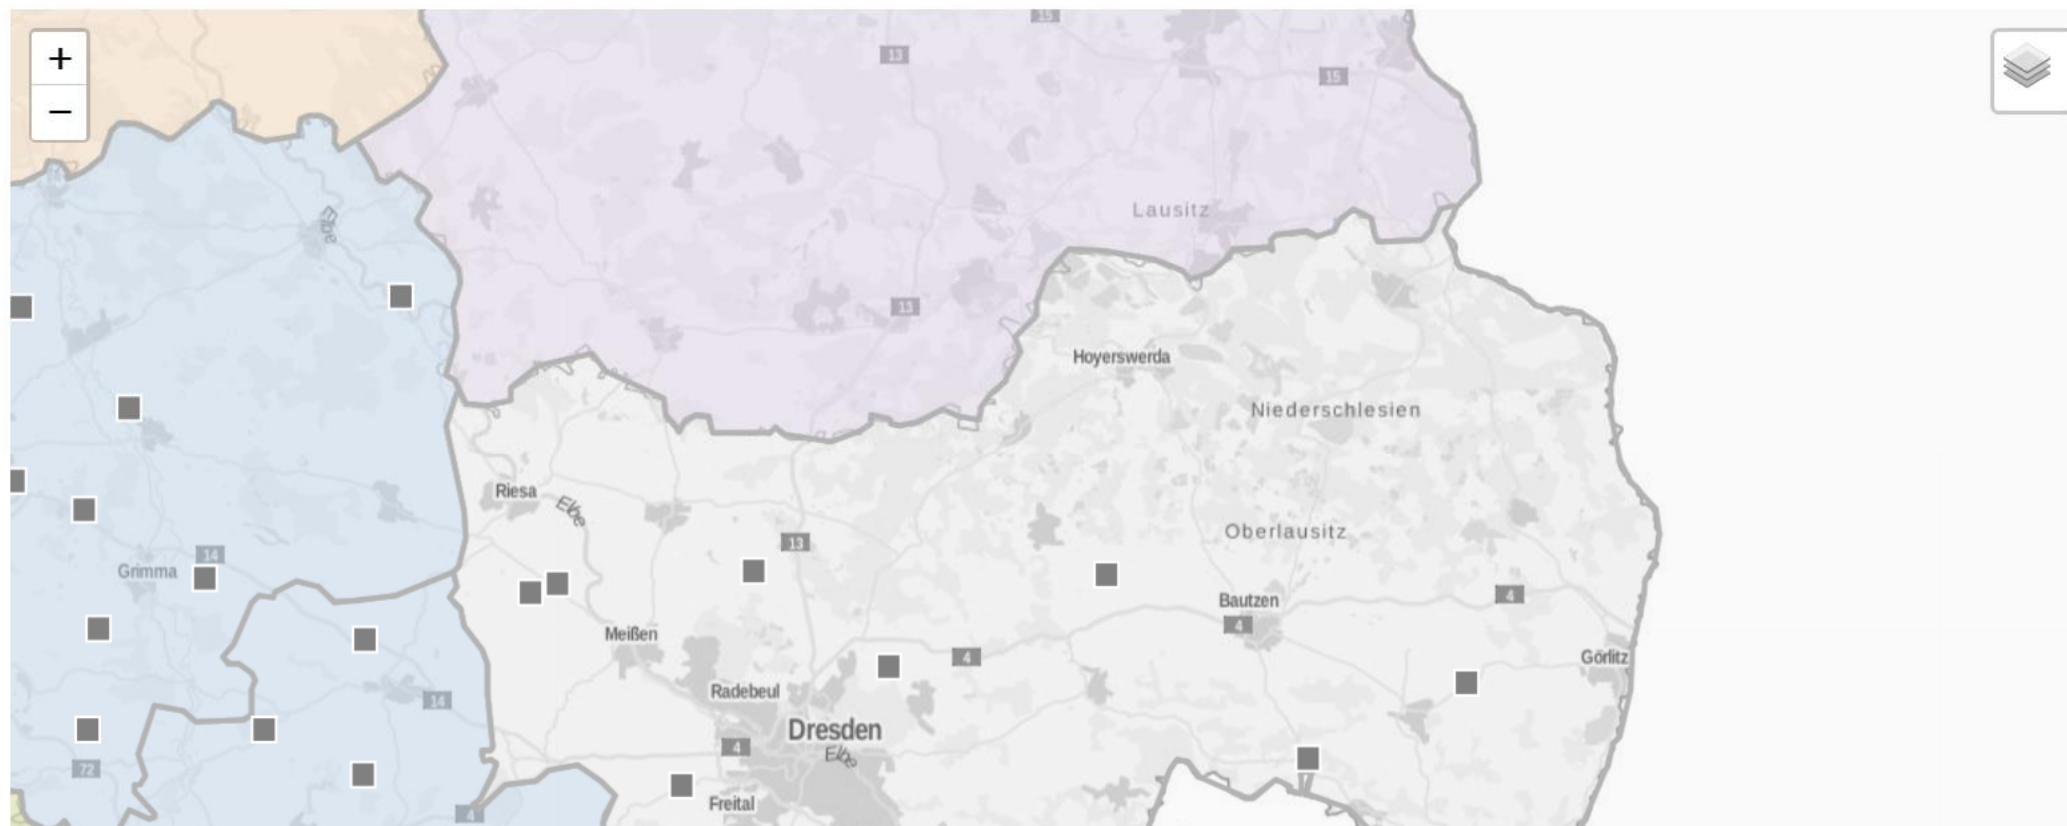 15
+
13
15
−
Lausitz
Elbe
13
Hoyerswerda
Niederschlesien
Riesa
Elbe
Oberlausitz
13
14
Grimma
4
Bautzen
4
Meißen
4
Görlitz
Radebeul
14
Dresden
4
Elbe
72
Freital
4